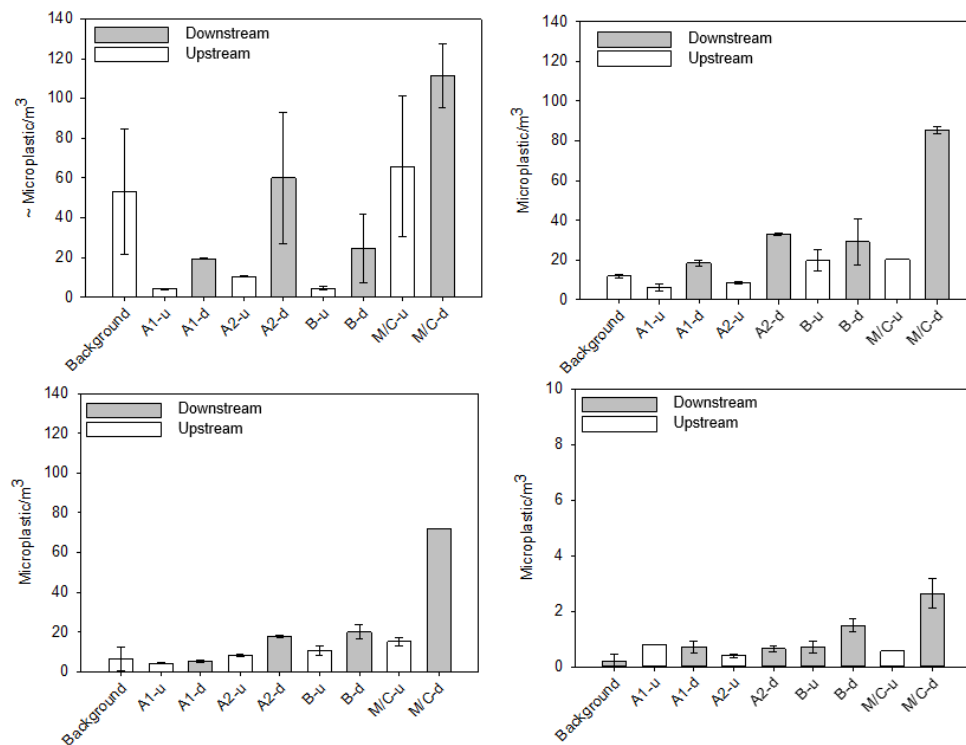 140
120
100
80
60
40
20
0
~ Microplastic/m³
Downstream
Upstream
Background
A1-u
A1-d
A2-u
A2-d
B-u
B-d
M/C-u
M/C-d
140
120
100
80
60
40
20
0
Microplastic/m³
Downstream
Upstream
Background
A1-u
A1-d
A2-u
A2-d
B-u
B-d
M/C-u
M/C-d
140
120
100
80
60
40
20
0
Microplastic/m³
Downstream
Upstream
Background
A1-u
A1-d
A2-u
A2-d
B-u
B-d
M/C-u
M/C-d
10
8
6
4
2
0
Microplastic/m³
Downstream
Upstream
Background
A1-u
A1-d
A2-u
A2-d
B-u
B-d
M/C-u
M/C-d